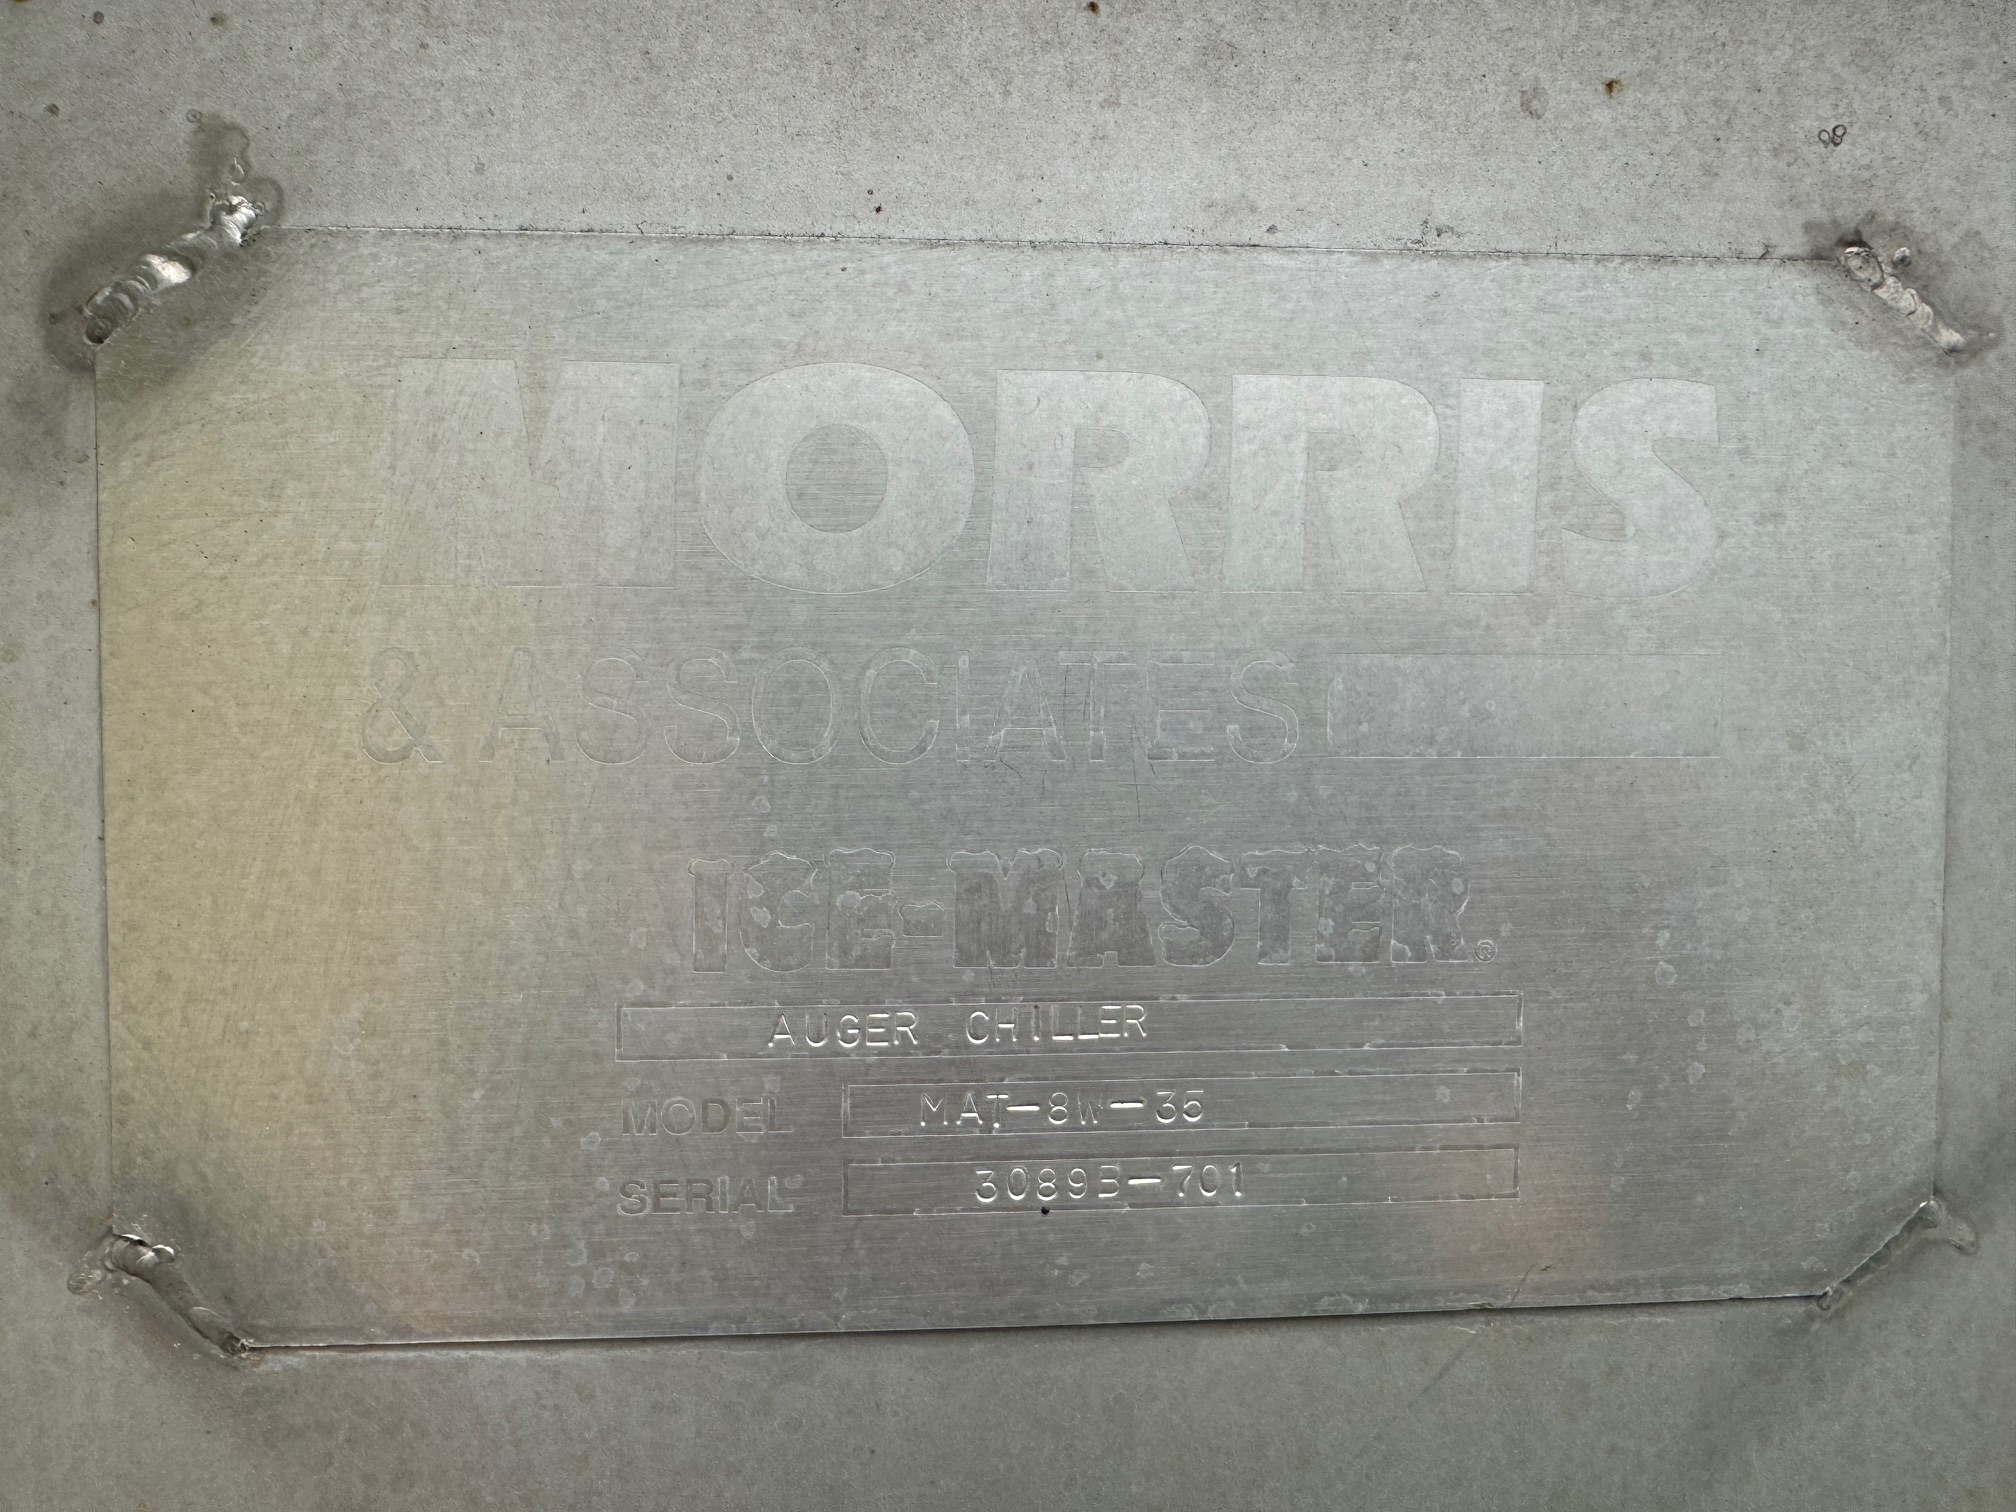 MORRIS
& ASSOCIATES
ICE-MASTER®
AUGER CHILLER
MODEL MAT-8W-35
SERIAL 3089B-701